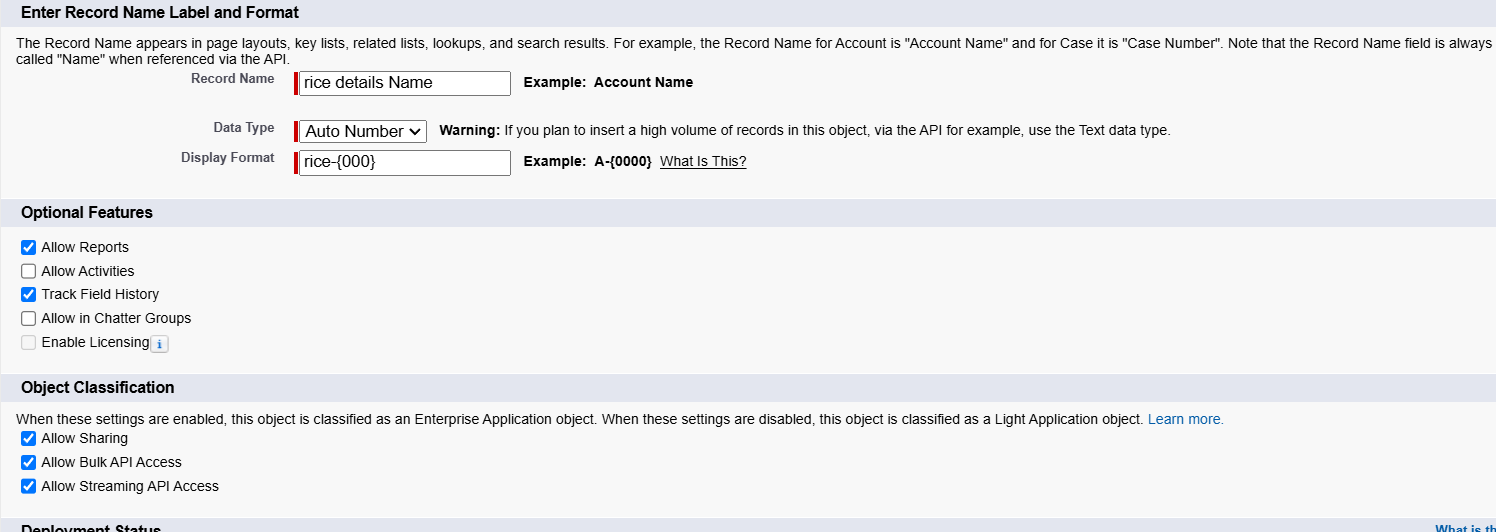 Enter Record Name Label and Format
The Record Name appears in page layouts, key lists, related lists, lookups, and search results. For example, the Record Name for Account is "Account Name" and for Case it is "Case Number". Note that the Record Name field is always
called "Name" when referenced via the API.
Record Name rice details Name Example: Account Name
Data Type Auto Number Warning: If you plan to insert a high volume of records in this object, via the API for example, use the Text data type.
Display Format rice-{000} Example: A-{0000} What Is This?
Optional Features
Allow Reports
Allow Activities
Track Field History
Allow in Chatter Groups
Enable Licensing i
Object Classification
When these settings are enabled, this object is classified as an Enterprise Application object. When these settings are disabled, this object is classified as a Light Application object. Learn more.
Allow Sharing
Allow Bulk API Access
Allow Streaming API Access
Deployment Status What is th